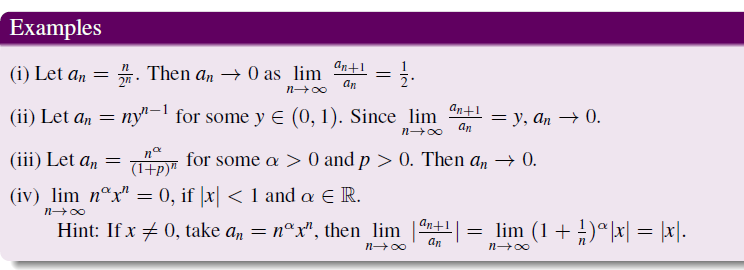 Examples
(i) Let aₙ = n/2ⁿ. Then aₙ → 0 as lim_{n→∞} aₙ₊₁/aₙ = 1/2.
(ii) Let aₙ = nyⁿ⁻¹ for some y ∈ (0, 1). Since lim_{n→∞} aₙ₊₁/aₙ = y, aₙ → 0.
(iii) Let aₙ = n^α/(1+p)ⁿ for some α > 0 and p > 0. Then aₙ → 0.
(iv) lim_{n→∞} n^α xⁿ = 0, if |x| < 1 and α ∈ ℝ.
Hint: If x ≠ 0, take aₙ = n^α xⁿ, then lim_{n→∞} |aₙ₊₁/aₙ| = lim_{n→∞} (1 + 1/n)^α |x| = |x|.